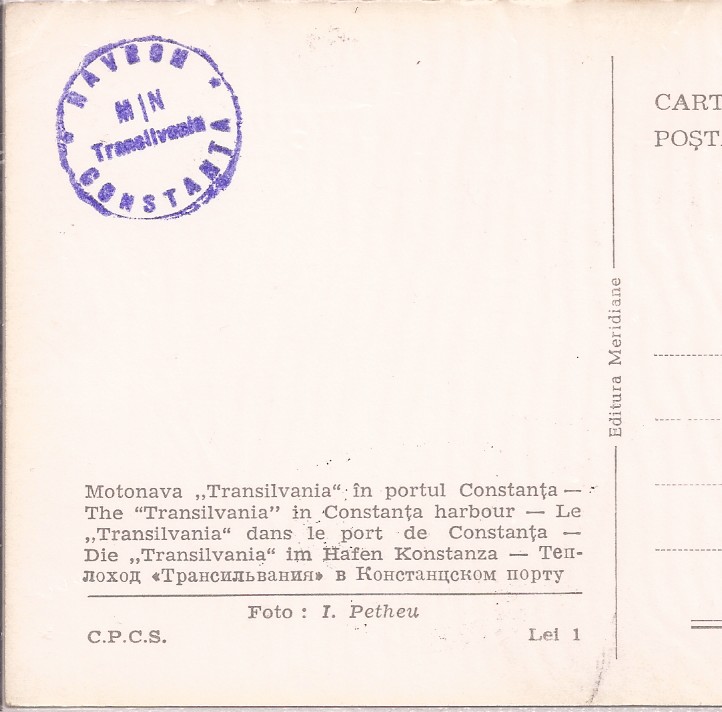 * NAVROM *
M|N
Transilvania
CONSTANȚA
CART
POȘT
Editura Meridiane
Motonava „Transilvania“ în portul Constanța —
The “Transilvania” in Constanța harbour — Le
„Transilvania“ dans le port de Constanța —
Die „Transilvania“ im Hafen Konstanza — Теп-
лоход «Трансильвания» в Констанцском порту
Foto : I. Petheu
C.P.C.S.
Lei 1